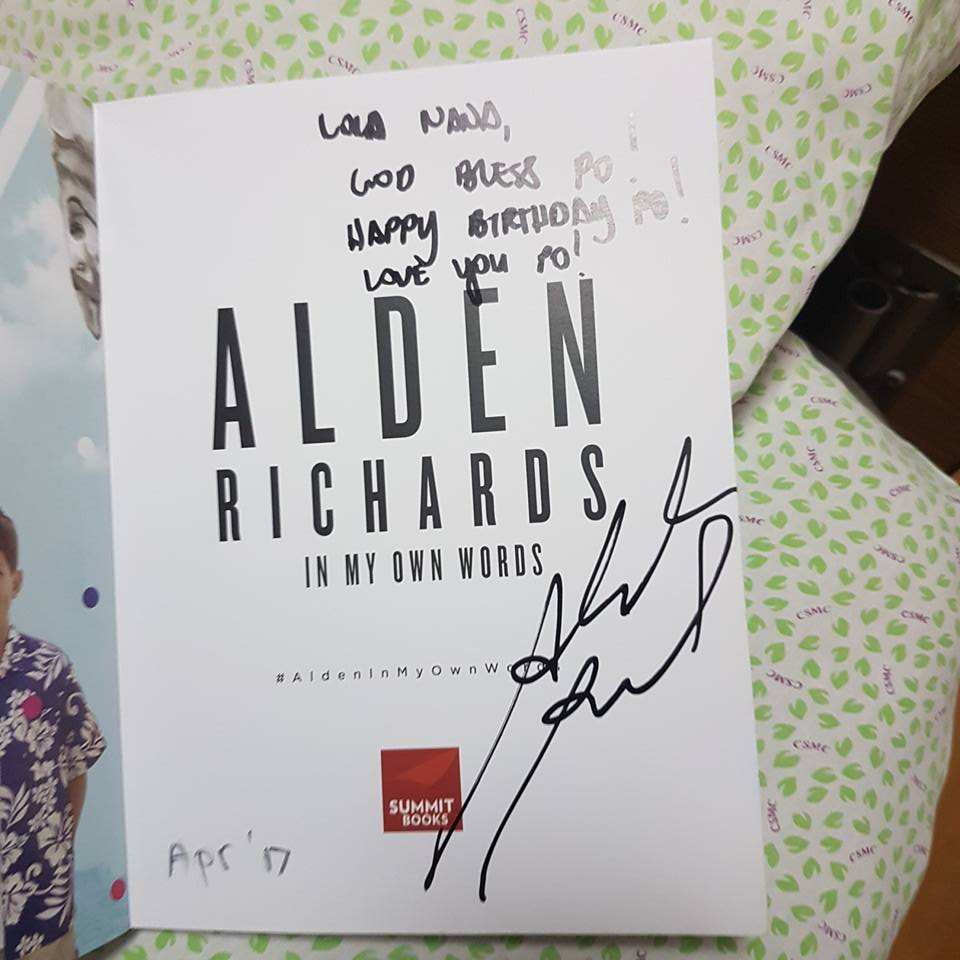 LOLA NANA,
GOD BLESS PO!
HAPPY BIRTHDAY PO!
LOVE YOU PO!
ALDEN
RICHARDS
IN MY OWN WORDS
#AldenInMyOwnWords
SUMMIT
BOOKS
Apr '17
CSMC